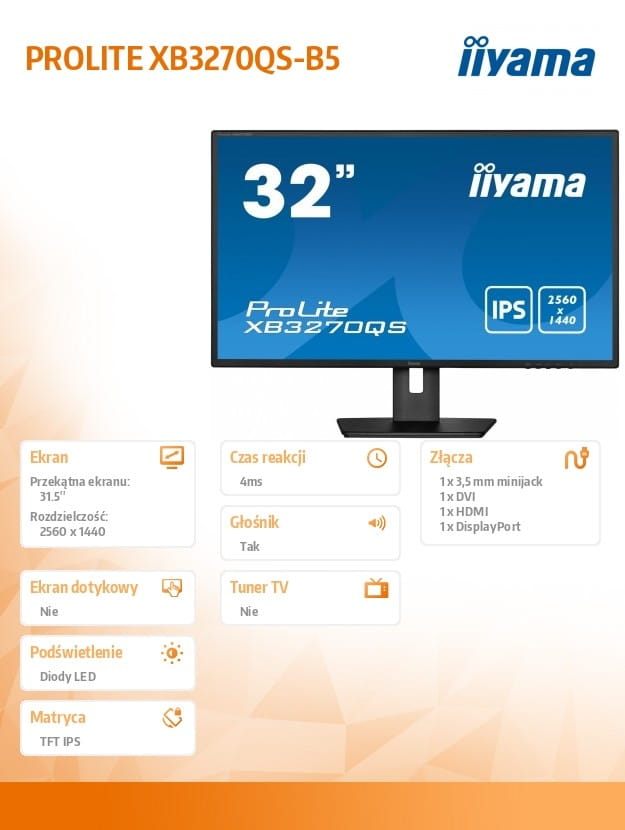 PROLITE XB3270QS-B5
iiyama
32”
iiyama
ProLite
XB3270QS
IPS
2560
x
1440
Ekran
Przekątna ekranu:
31.5''
Rozdzielczość:
2560 x 1440
Czas reakcji
4ms
Głośnik
Tak
Złącza
1 x 3,5 mm minijack
1 x DVI
1 x HDMI
1 x DisplayPort
Ekran dotykowy
Nie
Tuner TV
Nie
Podświetlenie
Diody LED
Matryca
TFT IPS